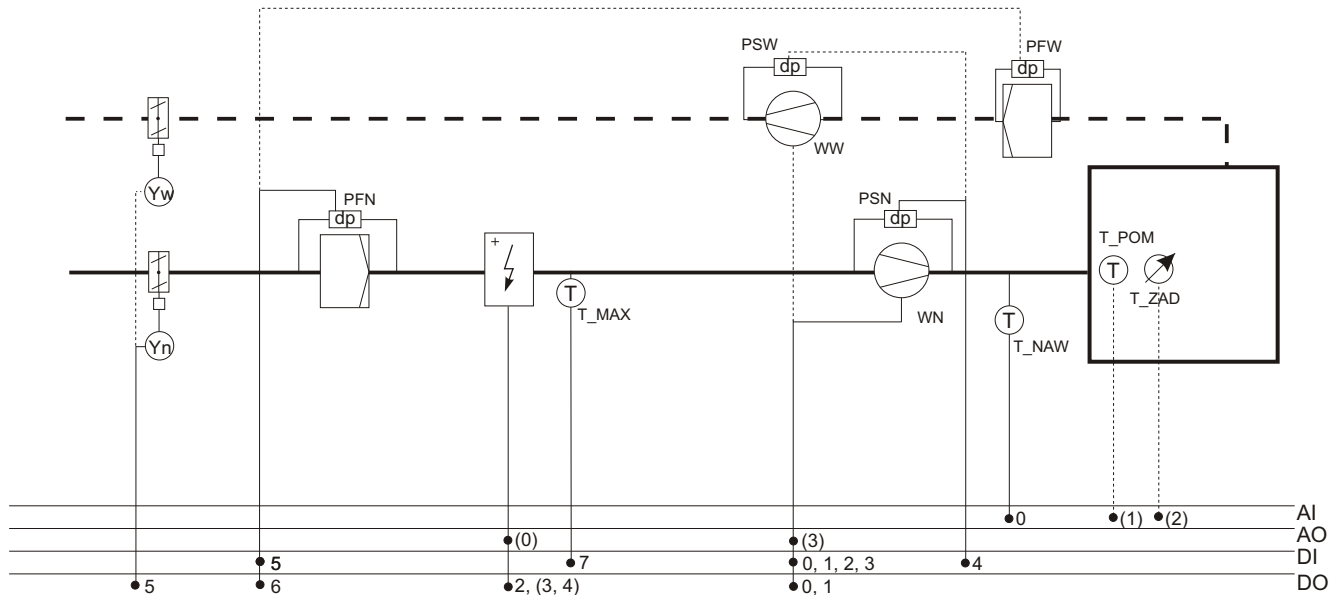 PSW
PFW
dp
dp
WW
Yw
PFN
dp
PSN
dp
T_POM
+
T
T
T_MAX
T_ZAD
WN
T
T_NAW
Yn
0
(1)
(2)
AI
(0)
(3)
AO
5
7
0, 1, 2, 3
4
DI
5
6
2, (3, 4)
0, 1
DO